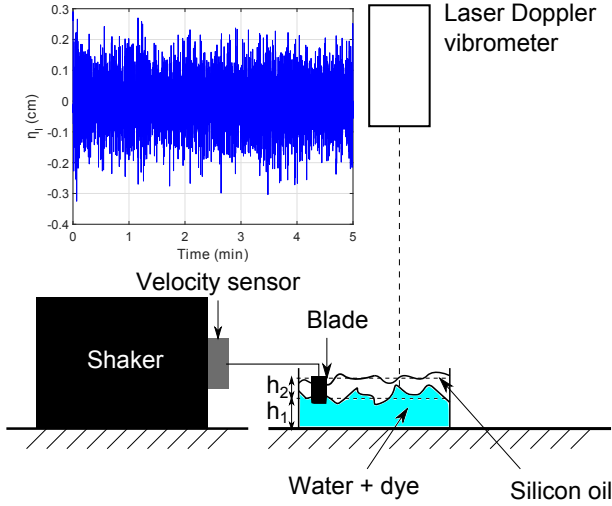 0.3
0.2
0.1
0
-0.1
-0.2
-0.3
-0.4
ηI (cm)
0 1 2 3 4 5
Time (min)
Laser Doppler
vibrometer
Velocity sensor
Blade
Shaker
h2
h1
Water + dye
Silicon oil